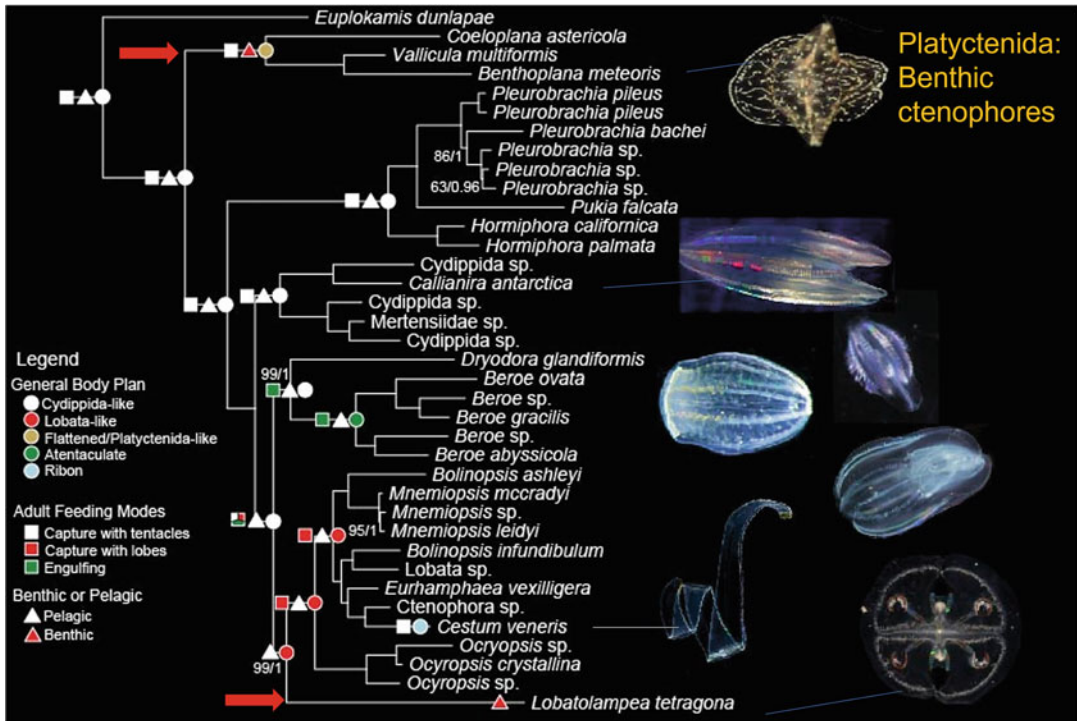 Euplokamis dunlapae
Coeloplana astericola
Vallicula multiformis
Benthoplana meteoris
Platyctenida:
Benthic
ctenophores
Pleurobrachia pileus
Pleurobrachia pileus
Pleurobrachia bachei
86/1
Pleurobrachia sp.
Pleurobrachia sp.
63/0.96
Pleurobrachia sp.
Pukia falcata
Hormiphora californica
Hormiphora palmata
Cydippida sp.
Callianira antarctica
Cydippida sp.
Mertensiidae sp.
Cydippida sp.
Dryodora glandiformis
99/1
Beroe ovata
Beroe sp.
Beroe gracilis
Beroe sp.
Beroe abyssicola
Bolinopsis ashleyi
Mnemiopsis mccradyi
Mnemiopsis sp.
95/1
Mnemiopsis leidyi
Bolinopsis infundibulum
Lobata sp.
Eurhamphaea vexilligera
Ctenophora sp.
Cestum veneris
Ocryopsis sp.
Ocyropsis crystallina
Ocyropsis sp.
99/1
Lobatolampea tetragona
Legend
General Body Plan
Cydippida-like
Lobata-like
Flattened/Platyctenida-like
Atentaculate
Ribon
Adult Feeding Modes
Capture with tentacles
Capture with lobes
Engulfing
Benthic or Pelagic
Pelagic
Benthic